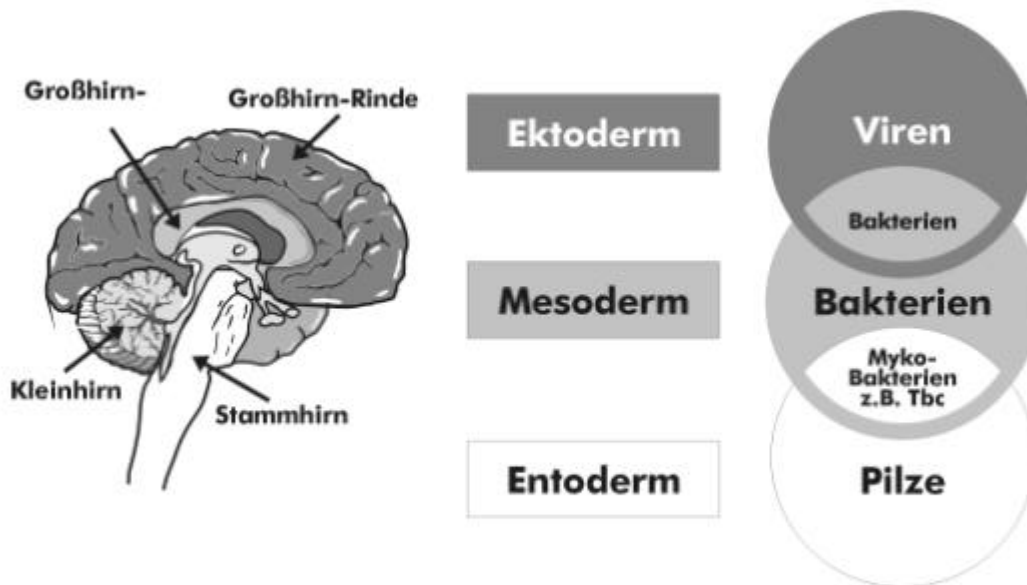 Großhirn-
Großhirn-Rinde
Kleinhirn
Stammhirn
Ektoderm
Mesoderm
Entoderm
Viren
Bakterien
Bakterien
Myko-
Bakterien
z.B. Tbc
Pilze